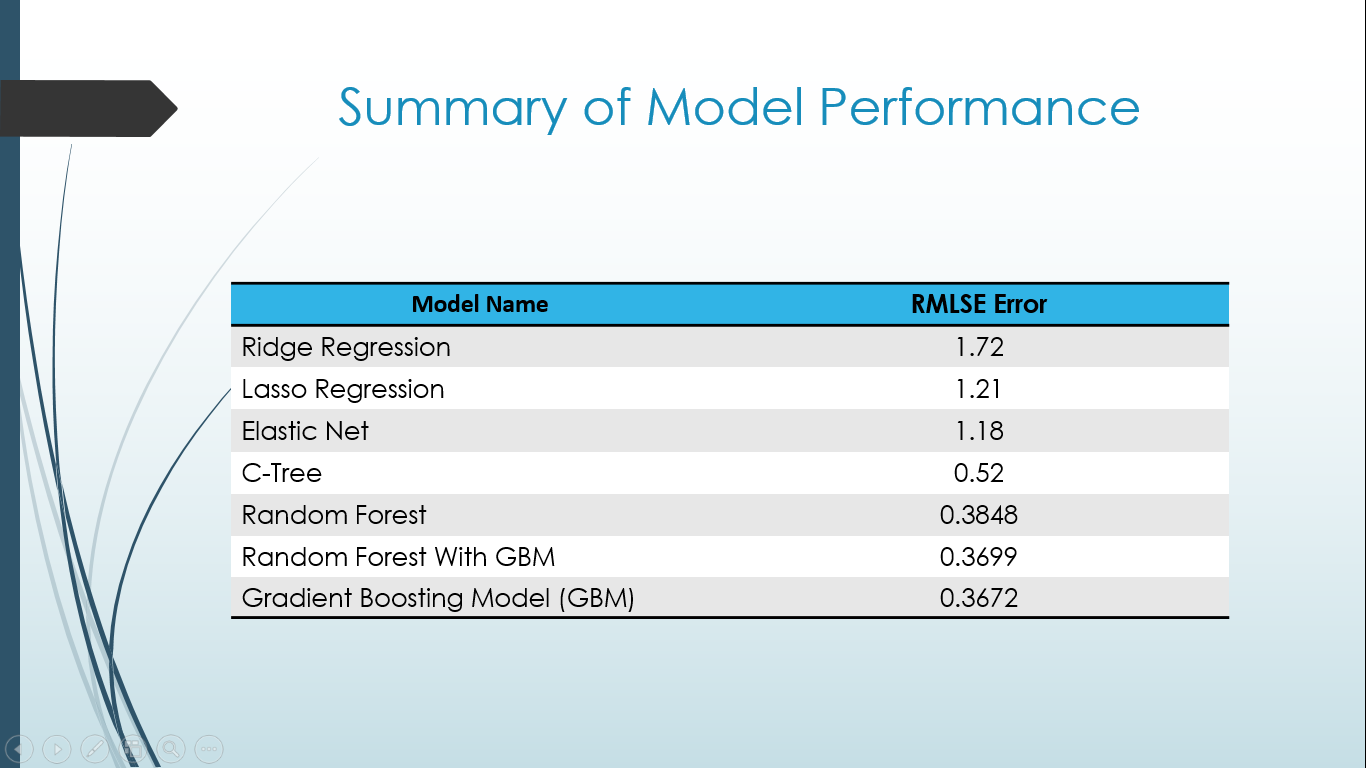 Summary of Model Performance
Model Name RMLSE Error
Ridge Regression 1.72
Lasso Regression 1.21
Elastic Net 1.18
C-Tree 0.52
Random Forest 0.3848
Random Forest With GBM 0.3699
Gradient Boosting Model (GBM) 0.3672